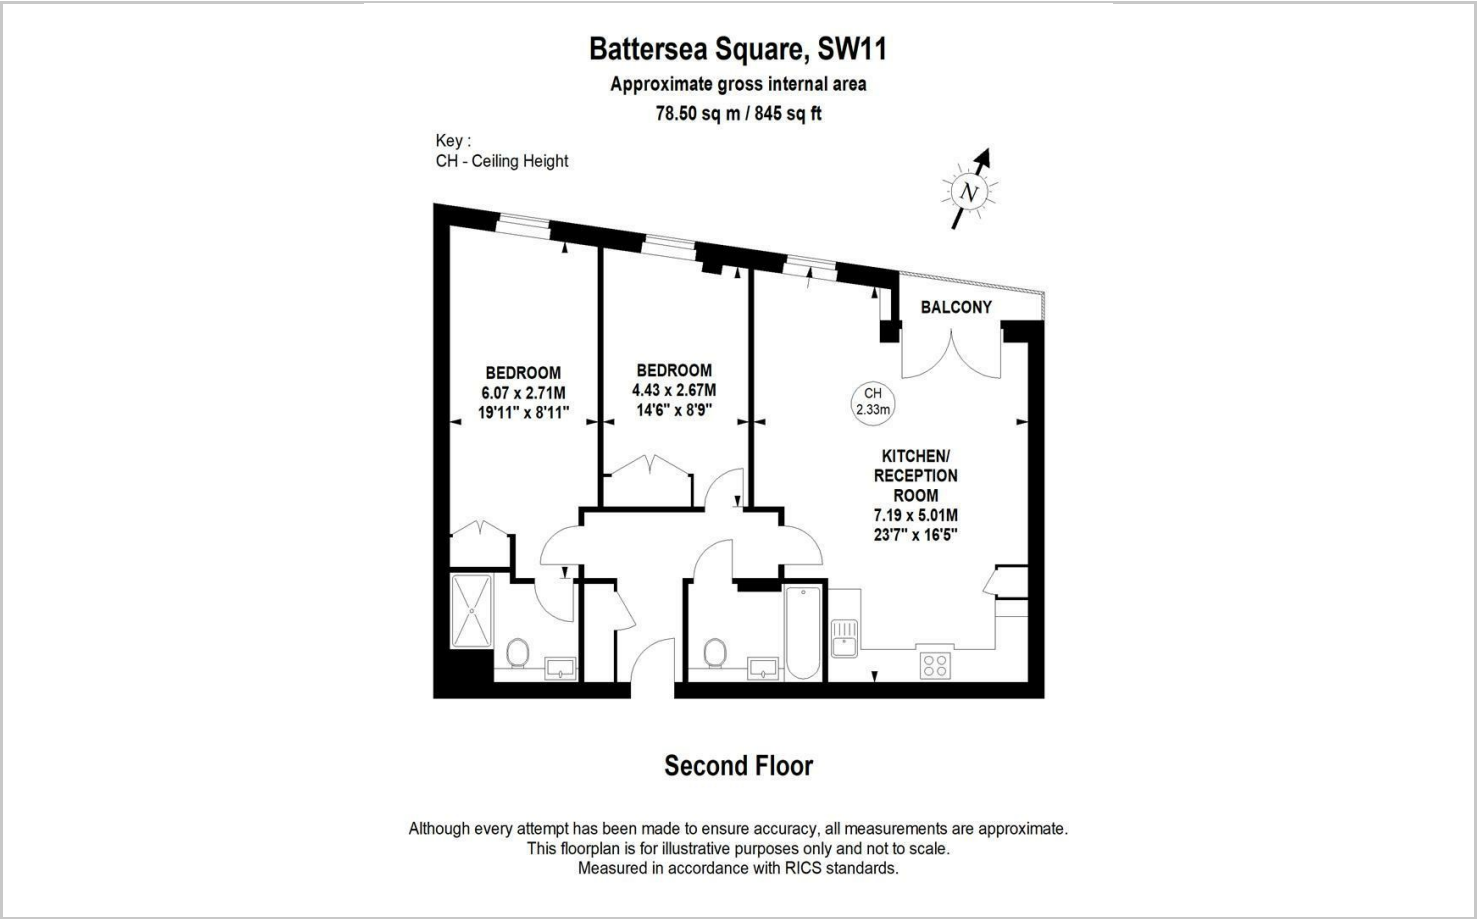 Battersea Square, SW11
Approximate gross internal area
78.50 sq m / 845 sq ft
Key :
CH - Ceiling Height
N
BALCONY
BEDROOM
6.07 x 2.71M
19'11" x 8'11"
BEDROOM
4.43 x 2.67M
14'6" x 8'9"
CH
2.33m
KITCHEN/
RECEPTION
ROOM
7.19 x 5.01M
23'7" x 16'5"
Second Floor
Although every attempt has been made to ensure accuracy, all measurements are approximate.
This floorplan is for illustrative purposes only and not to scale.
Measured in accordance with RICS standards.